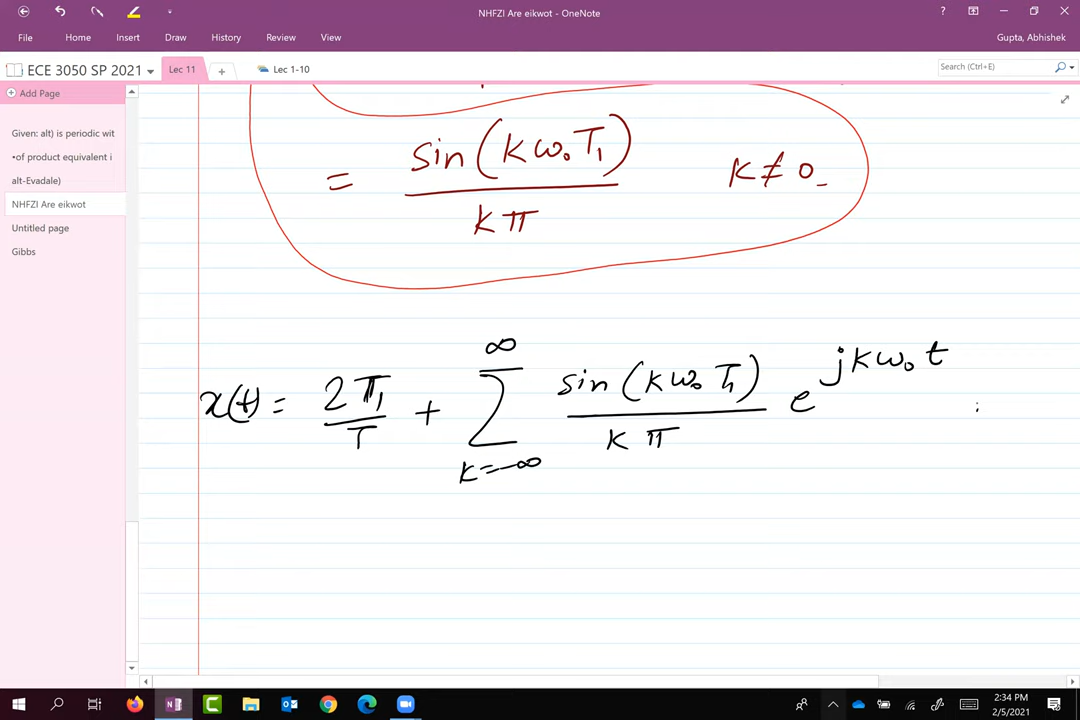 NHFZI Are eikwot - OneNote
?
File
Home
Insert
Draw
History
Review
View
Gupta, Abhishek
ECE 3050 SP 2021
Lec 11
+
Lec 1-10
Search (Ctrl+E)
Add Page
Given: alt) is periodic wit
•of product equivalent i
alt-Evadale)
NHFZI Are eikwot
Untitled page
Gibbs
= sin(kω₀T₁) / kπ   k≠0
x(t) = 2T₁/T + ∑_{k=-∞}^{∞} sin(kω₀T₁) / kπ e^{jkω₀t}
2:34 PM
2/5/2021